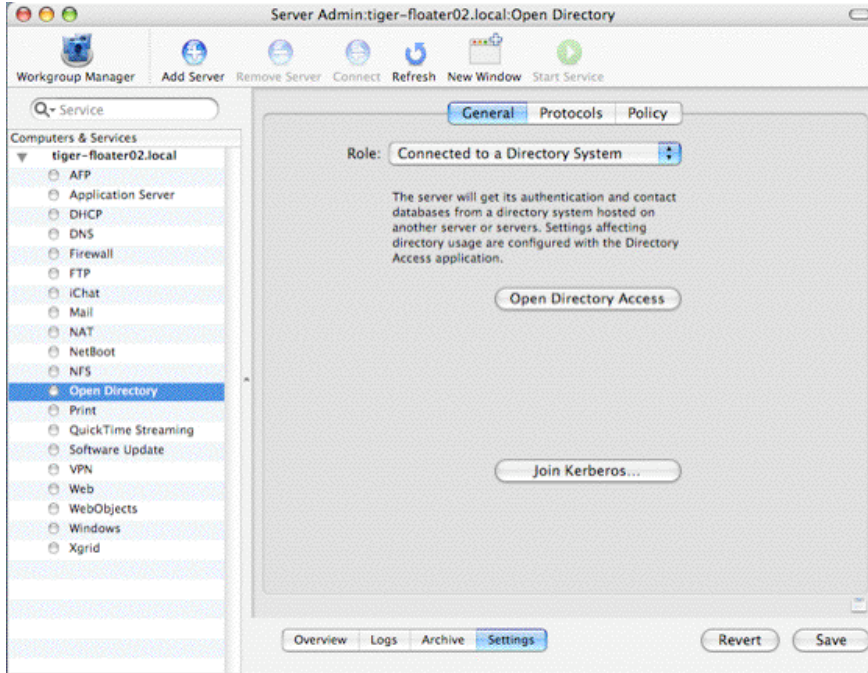 Server Admin:tiger-floater02.local:Open Directory
Workgroup Manager
Add Server
Remove Server
Connect
Refresh
New Window
Start Service
Service
Computers & Services
tiger-floater02.local
AFP
Application Server
DHCP
DNS
Firewall
FTP
iChat
Mail
NAT
NetBoot
NFS
Open Directory
Print
QuickTime Streaming
Software Update
VPN
Web
WebObjects
Windows
Xgrid
General
Protocols
Policy
Role:
Connected to a Directory System
The server will get its authentication and contact
databases from a directory system hosted on
another server or servers. Settings affecting
directory usage are configured with the Directory
Access application.
Open Directory Access
Join Kerberos...
Overview
Logs
Archive
Settings
Revert
Save